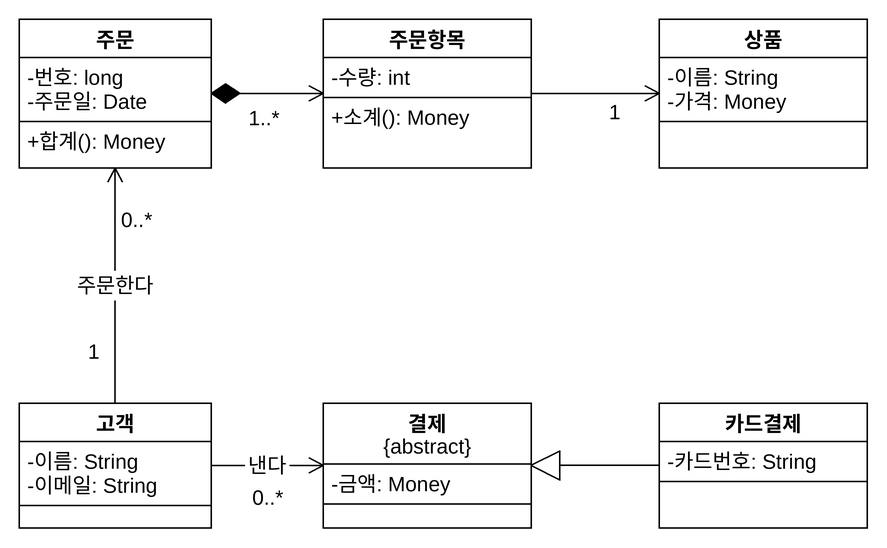 주문
-번호: long
-주문일: Date
+합계(): Money
1..*
주문항목
-수량: int
+소계(): Money
1
상품
-이름: String
-가격: Money
0..*
주문한다
1
고객
-이름: String
-이메일: String
낸다
0..*
결제
{abstract}
-금액: Money
카드결제
-카드번호: String